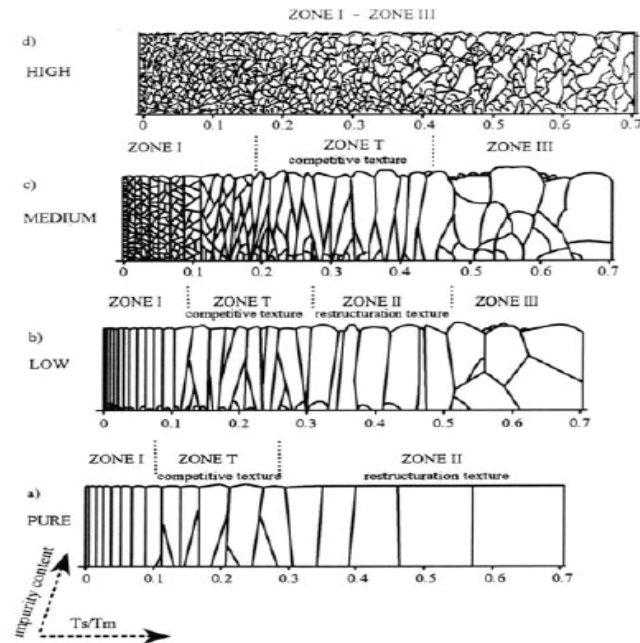 ZONE I - ZONE III
d)
HIGH
0 0.1 0.2 0.3 0.4 0.5 0.6 0.7
ZONE I ZONE T ZONE III
competitive texture
c)
MEDIUM
0 0.1 0.2 0.3 0.4 0.5 0.6 0.7
ZONE I ZONE T ZONE II ZONE III
competitive texture restructuration texture
b)
LOW
0 0.1 0.2 0.3 0.4 0.5 0.6 0.7
ZONE I ZONE T ZONE II
competitive texture restructuration texture
a)
PURE
0 0.1 0.2 0.3 0.4 0.5 0.6 0.7
impurity content
Ts/Tm